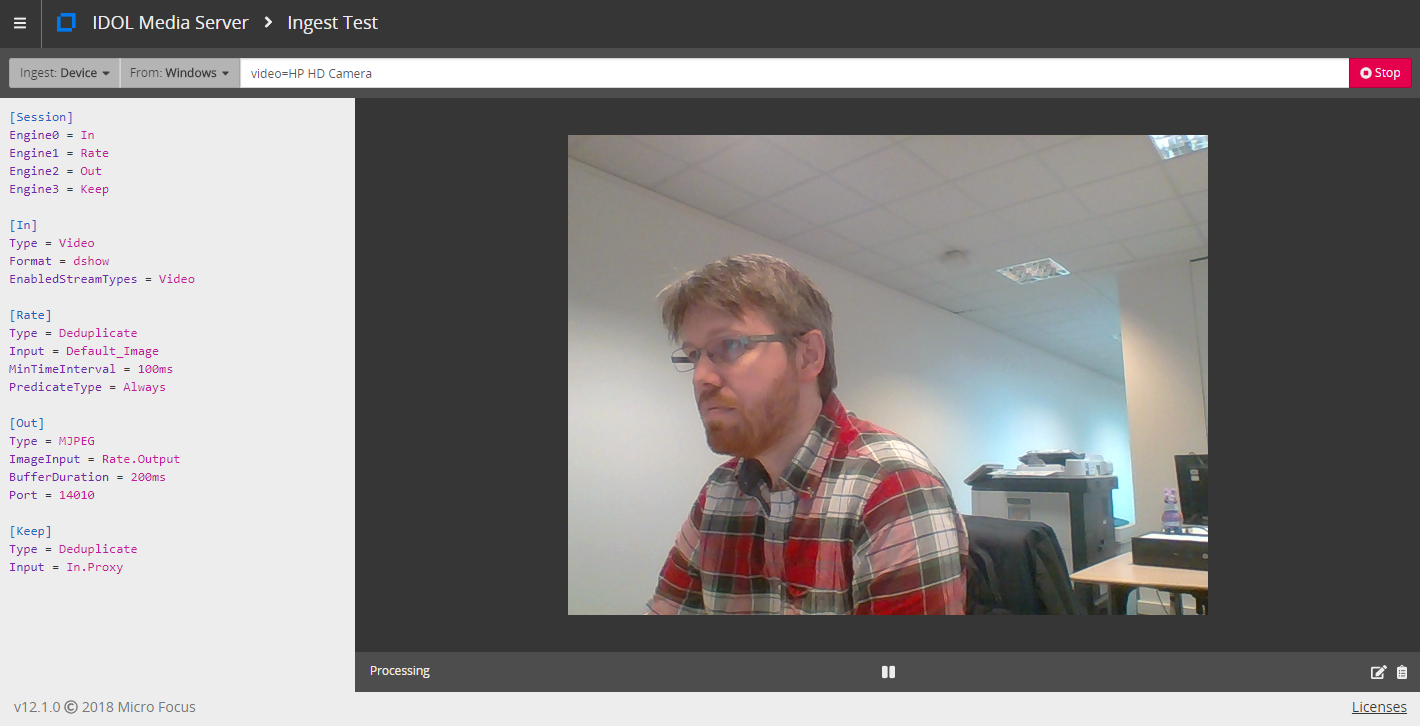 IDOL Media Server > Ingest Test
Ingest: Device From: Windows video=HP HD Camera Stop
[Session]
Engine0 = In
Engine1 = Rate
Engine2 = Out
Engine3 = Keep
[In]
Type = Video
Format = dshow
EnabledStreamTypes = Video
[Rate]
Type = Deduplicate
Input = Default_Image
MinTimeInterval = 100ms
PredicateType = Always
[Out]
Type = MJPEG
ImageInput = Rate.Output
BufferDuration = 200ms
Port = 14010
[Keep]
Type = Deduplicate
Input = In.Proxy
Processing
v12.1.0 © 2018 Micro Focus Licenses